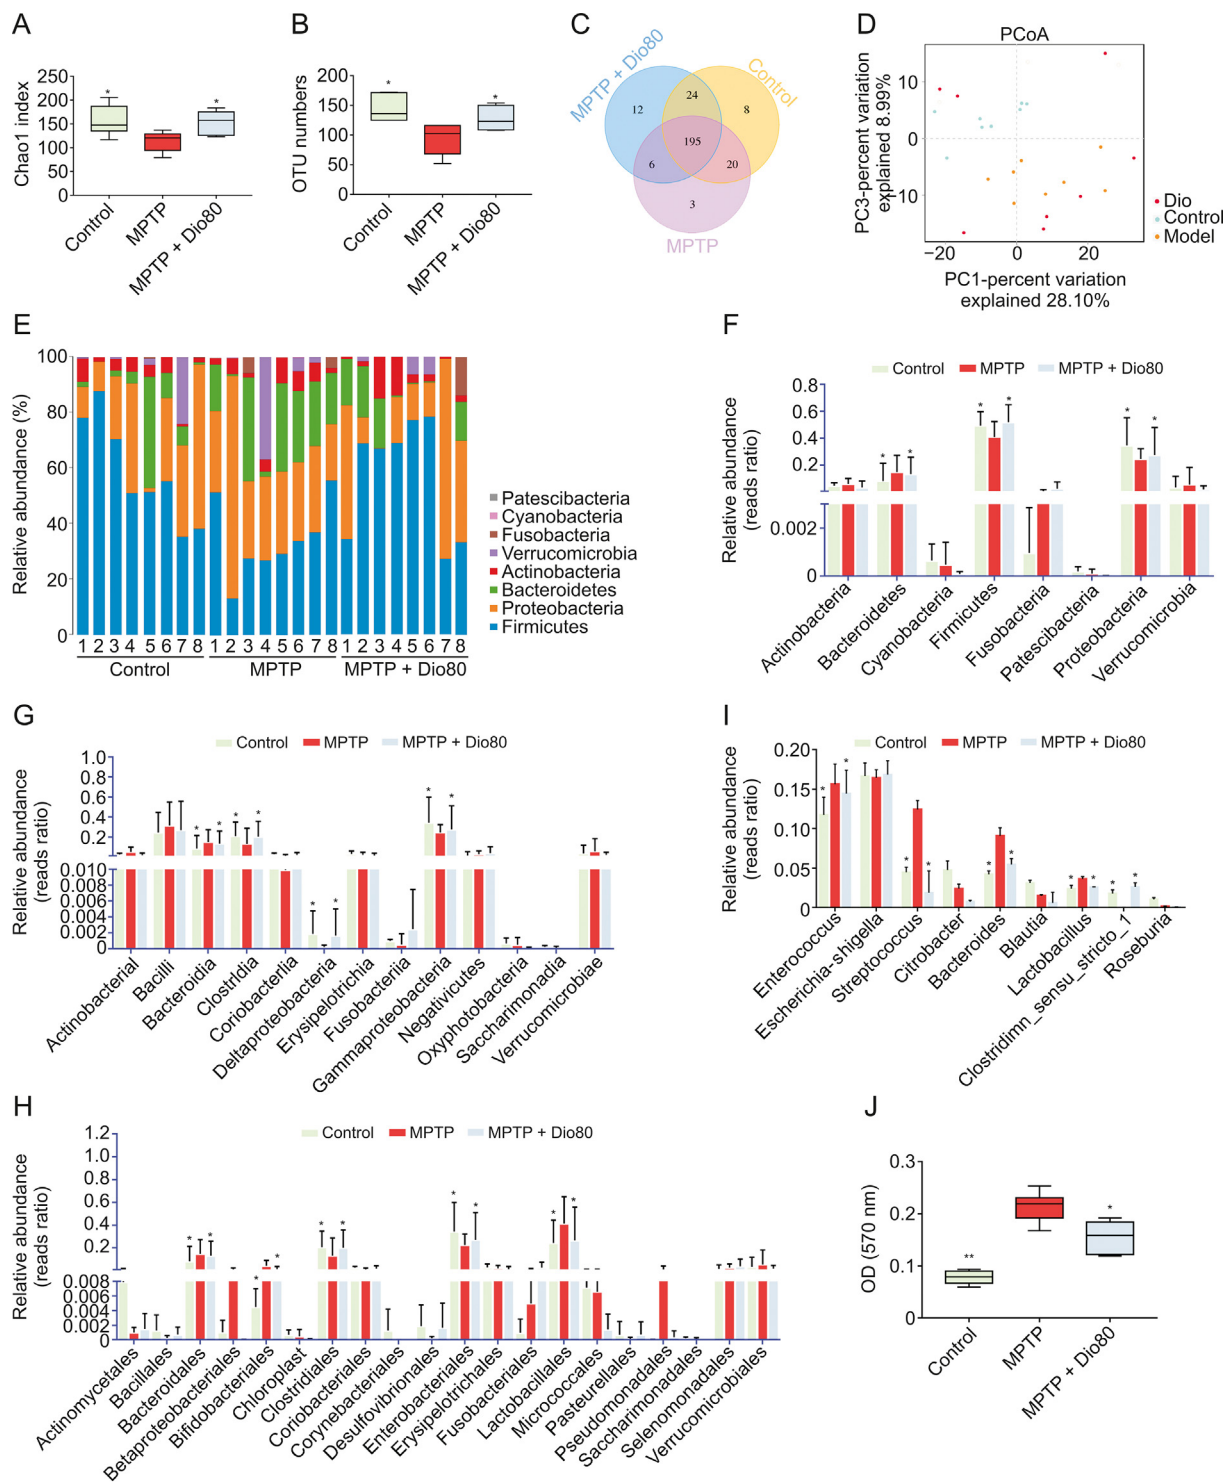 A
Chao1 index
250
200
150
100
50
0
*
*
Control
MPTP
MPTP + Dio80
B
OTU numbers
200
150
100
50
0
*
*
Control
MPTP
MPTP + Dio80
C
MPTP + Dio80
Control
MPTP
12
24
8
195
6
20
3
D
PCoA
PC3-percent variation
explained 8.99%
10
0
−10
−20
0
20
PC1-percent variation
explained 28.10%
Dio
Control
Model
E
Relative abundance (%)
100
80
60
40
20
0
1 2 3 4 5 6 7 8 1 2 3 4 5 6 7 8 1 2 3 4 5 6 7 8
Control
MPTP
MPTP + Dio80
Patescibacteria
Cyanobacteria
Fusobacteria
Verrucomicrobia
Actinobacteria
Bacteroidetes
Proteobacteria
Firmicutes
F
Control MPTP MPTP + Dio80
Relative abundance
(reads ratio)
0.8
0.6
0.4
0.2
0.002
0
* * * * * *
Actinobacteria
Bacteroidetes
Cyanobacteria
Firmicutes
Fusobacteria
Patescibacteria
Proteobacteria
Verrucomicrobia
G
Control MPTP MPTP + Dio80
Relative abundance
(reads ratio)
1.0
0.8
0.6
0.4
0.2
0.010
0.008
0.006
0.004
0.002
0
* * * * * * * *
Actinobacterial
Bacilli
Bacteroidia
Clostridia
Coriobacteriia
Deltaproteobacteria
Erysipelotrichia
Fusobacteriia
Gammaproteobacteria
Negativicutes
Oxyphotobacteria
Saccharimonadia
Verrucomicrobiae
I
Control MPTP MPTP + Dio80
Relative abundance
(reads ratio)
0.20
0.15
0.10
0.05
0
* * * * * * * * * *
Enterococcus
Escherichia-shigella
Streptococcus
Citrobacter
Bacteroides
Blautia
Lactobacillus
Clostridimn_sensu_stricto_1
Roseburia
H
Control MPTP MPTP + Dio80
Relative abundance
(reads ratio)
1.2
1.0
0.8
0.6
0.4
0.2
0.008
0.006
0.004
0.002
0
* * * * * * * * * *
Actinomycetales
Bacillales
Bacteroidales
Betaproteobacteriales
Bifidobacteriales
Chloroplast
Clostridiales
Coriobacteriales
Corynebacteriales
Desulfovibrionales
Enterobacteriales
Erysipelotrichales
Fusobacteriales
Lactobacillales
Micrococcales
Pasteurellales
Pseudomonadales
Saccharimonadales
Selenomonadales
Verrucomicrobiales
J
OD (570 nm)
0.3
0.2
0.1
0
**
*
Control
MPTP
MPTP + Dio80